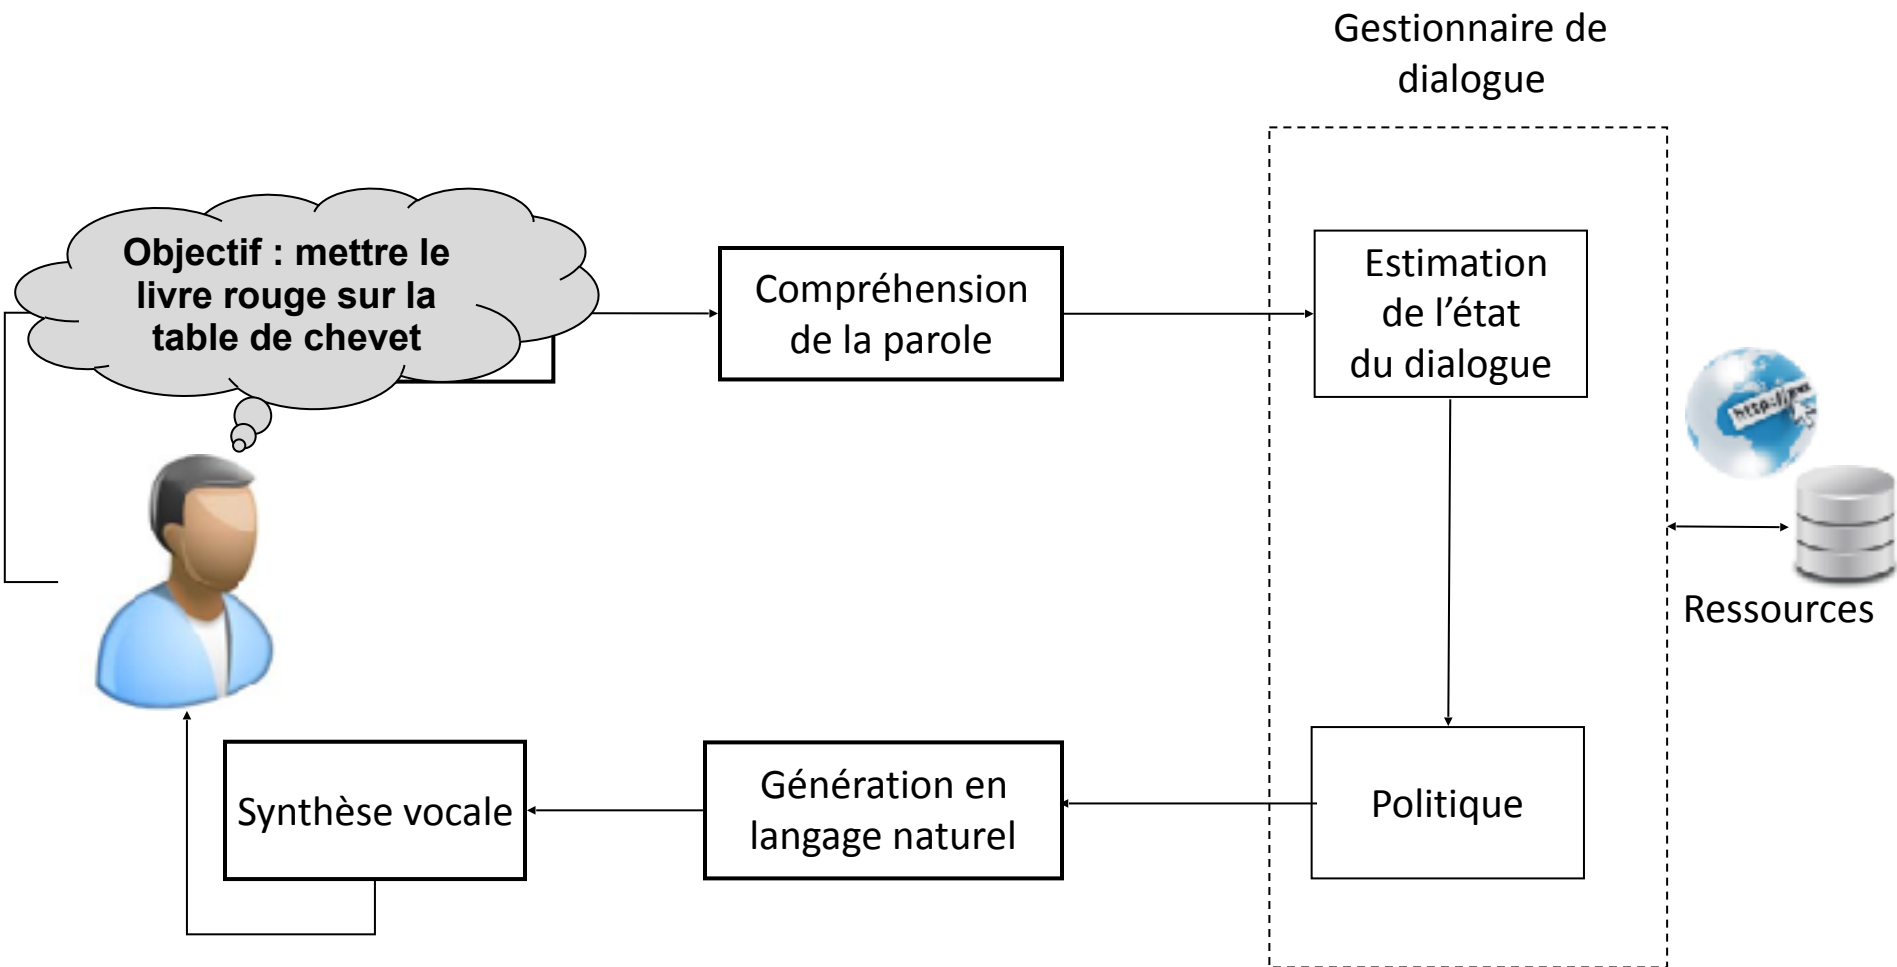 Gestionnaire de
dialogue
Objectif : mettre le
livre rouge sur la
table de chevet
Compréhension
de la parole
Estimation
de l’état
du dialogue
Ressources
Synthèse vocale
Génération en
langage naturel
Politique